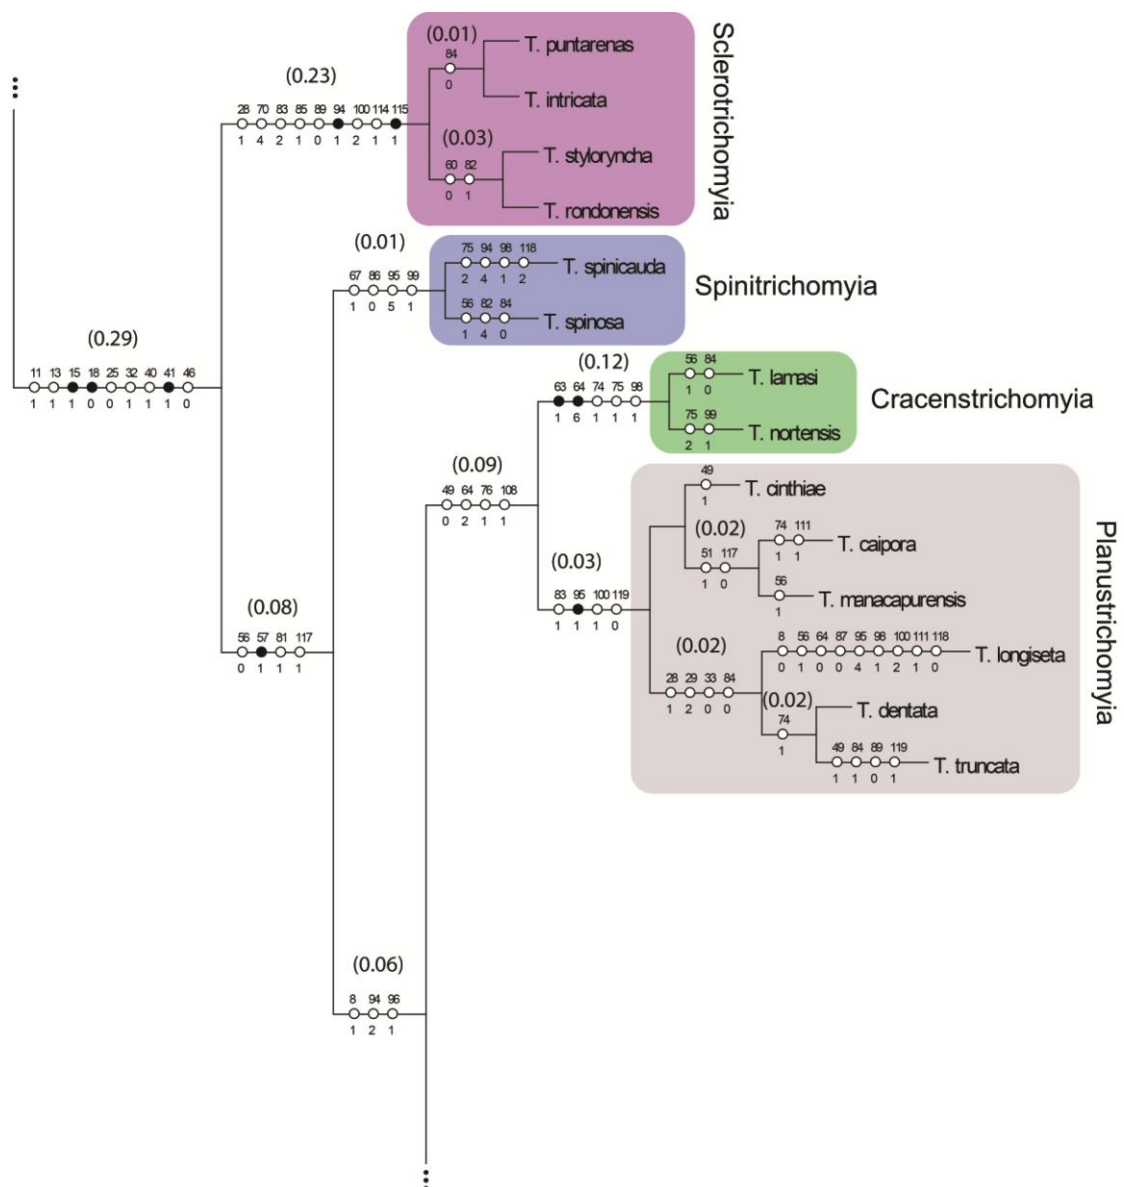 ...
(0.01)
84
T. puntarenas
0
(0.23)
T. intricata
28 70 83 85 89 94 100 114 115
1 4 2 1 0 1 2 1 1
(0.03)
T. styloryncha
60 82
0 1
T. rondonensis
Sclerotrichomyia
(0.01)
75 94 98 118
T. spinicauda
2 4 1 2
67 86 95 99
1 0 5 1
Spinitrichomyia
56 82 84
T. spinosa
1 4 0
(0.29)
11 13 15 18 25 32 40 41 46
1 1 1 0 0 1 1 1 0
(0.12)
56 84
T. lamasi
1 0
63 64 74 75 98
1 6 1 1 1
Cracenstrichomyia
75 99
T. nortensis
2 1
(0.09)
49 64 76 108
0 2 1 1
49
T. cinthiae
1
(0.02)
74 111
T. caipora
1 1
51 117
1 0
56
T. manacapurensis
1
(0.03)
83 95 100 119
1 1 1 0
Planustrichomyia
(0.08)
56 57 81 117
0 1 1 1
(0.02)
8 56 64 87 95 98 100 111 118
T. longiseta
0 1 0 0 4 1 2 1 0
28 29 33 84
1 2 0 0
(0.02)
74
1
T. dentata
49 84 89 119
T. truncata
1 1 0 1
(0.06)
8 94 96
1 2 1
...